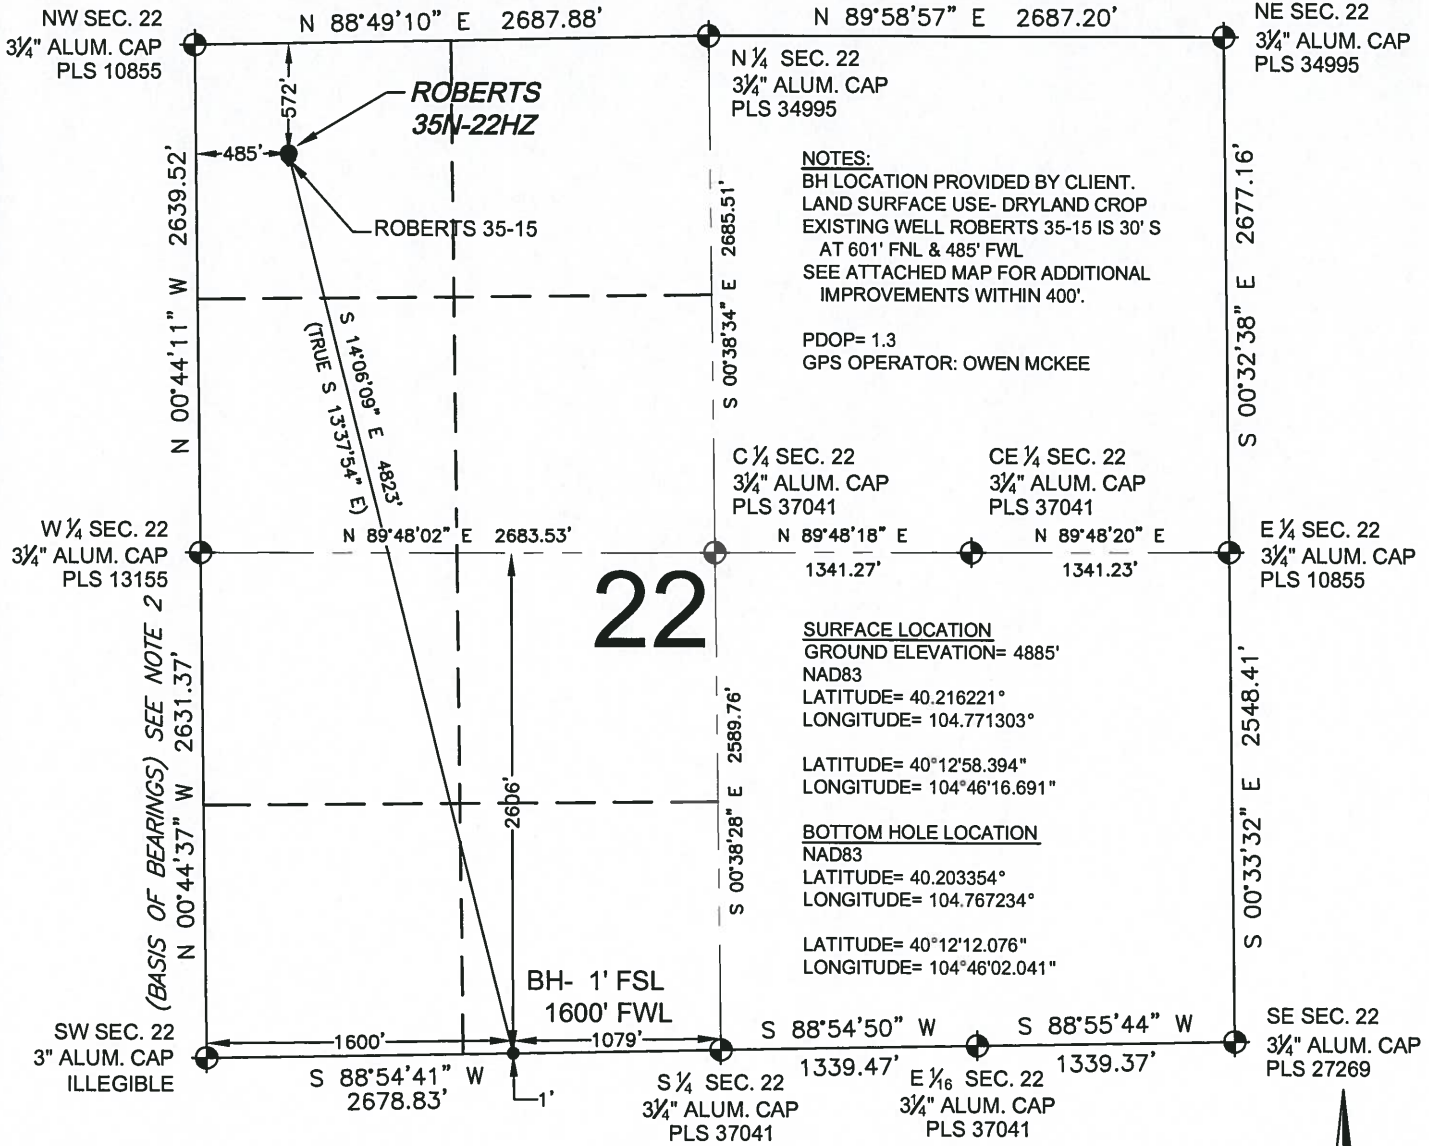 NW SEC. 22
3¼" ALUM. CAP
PLS 10855
N 88°49'10" E 2687.88'
N 89°58'57" E 2687.20'
NE SEC. 22
3¼" ALUM. CAP
PLS 34995
N ¼ SEC. 22
3¼" ALUM. CAP
PLS 34995
572'
ROBERTS
35N-22HZ
485'
ROBERTS 35-15
N 00°44'11" W 2639.52'
S 00°38'34" E 2685.51'
S 00°32'38" E 2677.16'
NOTES:
BH LOCATION PROVIDED BY CLIENT.
LAND SURFACE USE- DRYLAND CROP
EXISTING WELL ROBERTS 35-15 IS 30' S
AT 601' FNL & 485' FWL
SEE ATTACHED MAP FOR ADDITIONAL
IMPROVEMENTS WITHIN 400'.
PDOP= 1.3
GPS OPERATOR: OWEN MCKEE
S 14°06'09" E 4823'
(TRUE S 13°37'54" E)
C ¼ SEC. 22
3¼" ALUM. CAP
PLS 37041
CE ¼ SEC. 22
3¼" ALUM. CAP
PLS 37041
W ¼ SEC. 22
3¼" ALUM. CAP
PLS 13155
N 89°48'02" E 2683.53'
N 89°48'18" E
1341.27'
N 89°48'20" E
1341.23'
E ¼ SEC. 22
3¼" ALUM. CAP
PLS 10855
22
(BASIS OF BEARINGS) SEE NOTE 2
N 00°44'37" W 2631.37'
2606'
S 00°38'28" E 2589.76'
S 00°33'32" E 2548.41'
SURFACE LOCATION
GROUND ELEVATION= 4885'
NAD83
LATITUDE= 40.216221°
LONGITUDE= 104.771303°
LATITUDE= 40°12'58.394"
LONGITUDE= 104°46'16.691"
BOTTOM HOLE LOCATION
NAD83
LATITUDE= 40.203354°
LONGITUDE= 104.767234°
LATITUDE= 40°12'12.076"
LONGITUDE= 104°46'02.041"
BH- 1' FSL
1600' FWL
SW SEC. 22
3" ALUM. CAP
ILLEGIBLE
1600'
1079'
S 88°54'41" W
2678.83'
1'
S ¼ SEC. 22
3¼" ALUM. CAP
PLS 37041
S 88°54'50" W
1339.47'
E 1⁄16 SEC. 22
3¼" ALUM. CAP
PLS 37041
S 88°55'44" W
1339.37'
SE SEC. 22
3¼" ALUM. CAP
PLS 27269